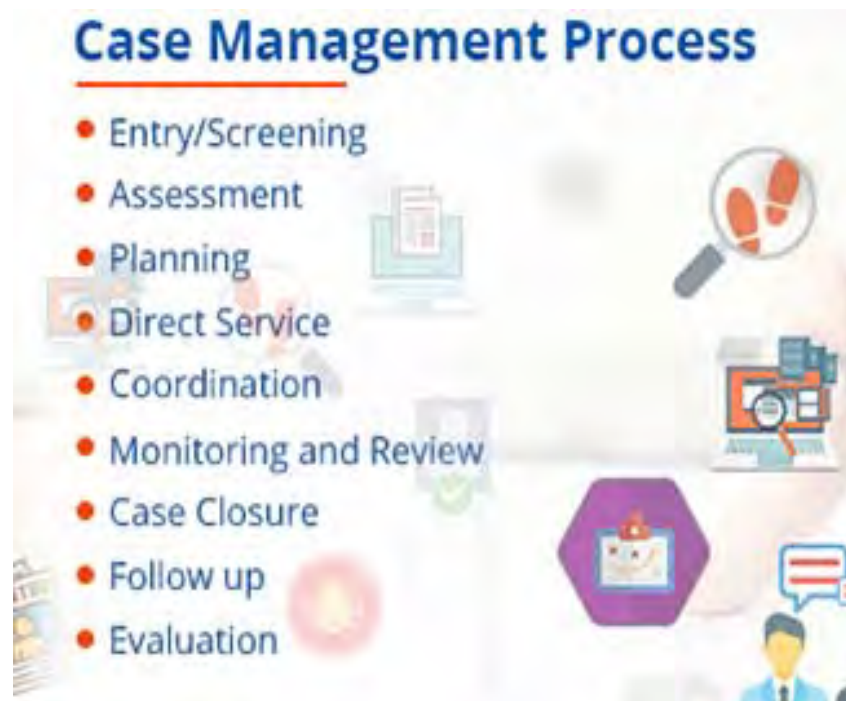 Case Management Process
Entry/Screening
Assessment
Planning
Direct Service
Coordination
Monitoring and Review
Case Closure
Follow up
Evaluation